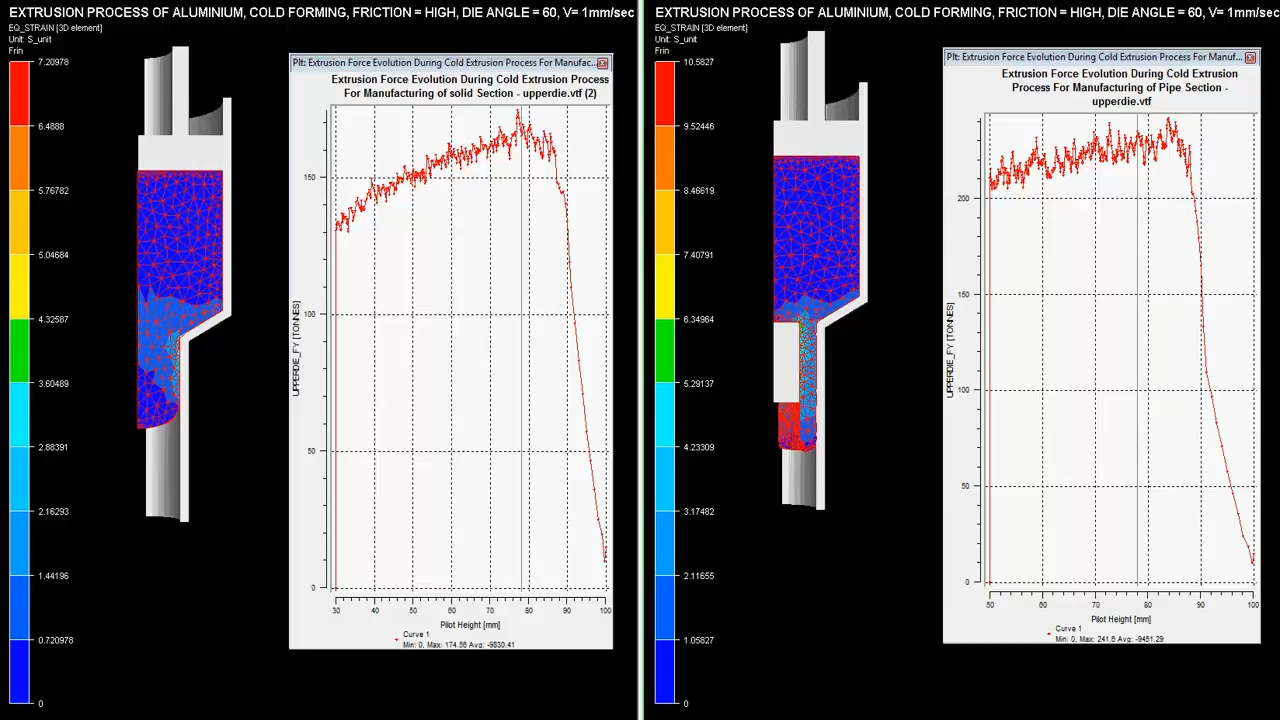 EXTRUSION PROCESS OF ALUMINIUM, COLD FORMING, FRICTION = HIGH, DIE ANGLE = 60, V= 1mm/sec
EQ_STRAIN [3D element]
Unit: S_unit
Frin
7.20978
6.4888
5.76782
5.04684
4.32587
3.60489
2.88391
2.16293
1.44196
0.720978
0
Plt: Extrusion Force Evolution During Cold Extrusion Process For Manufac...
Extrusion Force Evolution During Cold Extrusion Process
For Manufacturing of solid Section - upperdie.vtf (2)
UPPERDIE_FY [TONNES]
150
100
50
0
30 40 50 60 70 80 90 100
Pilot Height [mm]
Curve 1
Min: 0, Max: 174.56 Avg: -9830.41
EXTRUSION PROCESS OF ALUMINIUM, COLD FORMING, FRICTION = HIGH, DIE ANGLE = 60, V= 1mm/sec
EQ_STRAIN [3D element]
Unit: S_unit
Frin
10.5827
9.52446
8.46619
7.40791
6.34964
5.29137
4.23309
3.17482
2.11655
1.05827
0
Plt: Extrusion Force Evolution During Cold Extrusion Process For Manuf...
Extrusion Force Evolution During Cold Extrusion
Process For Manufacturing of Pipe Section -
upperdie.vtf
UPPERDIE_FY [TONNES]
200
150
100
50
0
50 60 70 80 90 100
Pilot Height [mm]
Curve 1
Min: 0, Max: 241.8 Avg: -9451.29